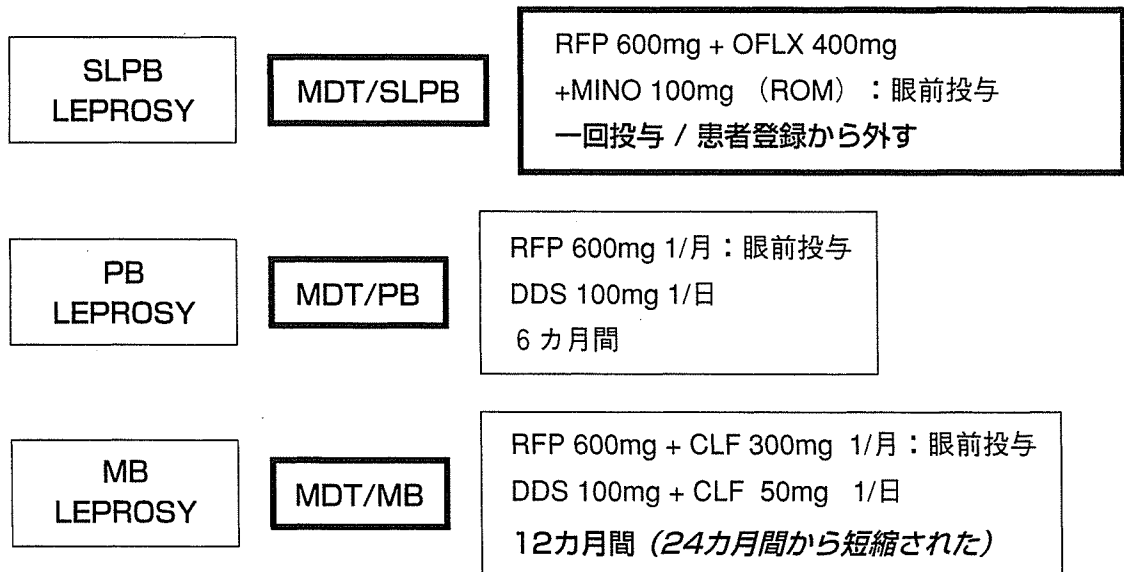 SLPB
LEPROSY
MDT/SLPB
RFP 600mg + OFLX 400mg
+MINO 100mg （ROM）：眼前投与
一回投与 / 患者登録から外す
PB
LEPROSY
MDT/PB
RFP 600mg 1/月：眼前投与
DDS 100mg 1/日
6 カ月間
MB
LEPROSY
MDT/MB
RFP 600mg + CLF 300mg 1/月：眼前投与
DDS 100mg + CLF 50mg 1/日
12カ月間（24カ月間から短縮された）